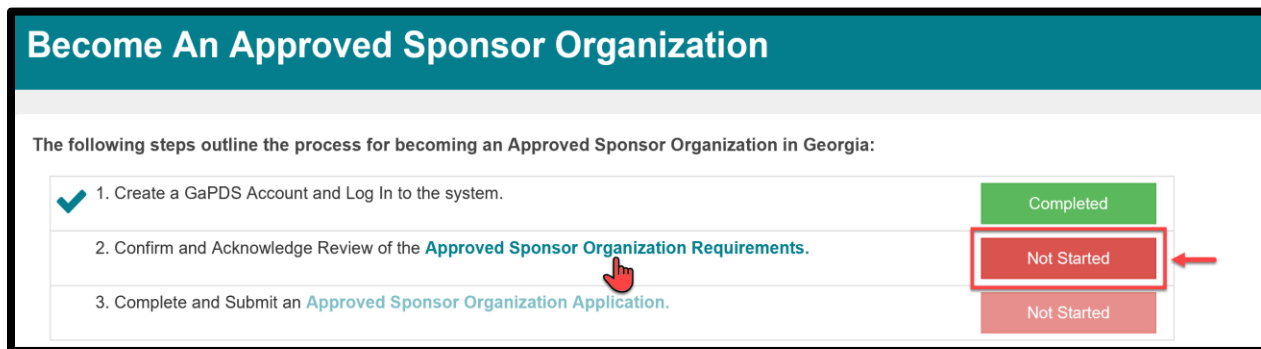 Become An Approved Sponsor Organization
The following steps outline the process for becoming an Approved Sponsor Organization in Georgia:
1. Create a GaPDS Account and Log In to the system.
Completed
2. Confirm and Acknowledge Review of the Approved Sponsor Organization Requirements.
Not Started
3. Complete and Submit an Approved Sponsor Organization Application.
Not Started